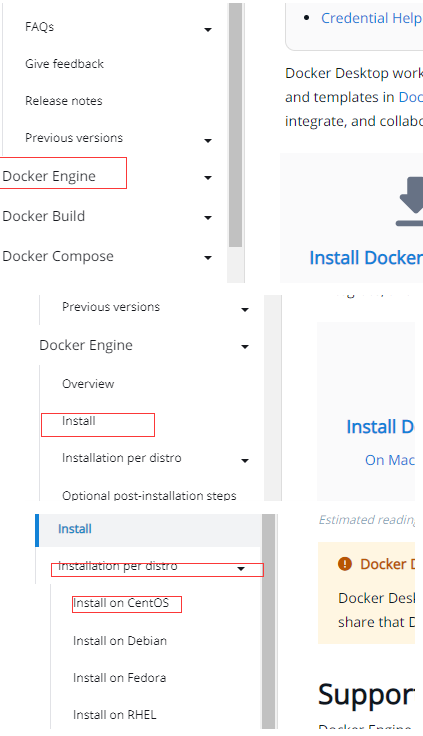 FAQs
Credential Help
Give feedback
Docker Desktop work
Release notes
and templates in Doc
integrate, and collabo
Previous versions
Docker Engine
Docker Build
Docker Compose
Install Docker
Previous versions
Docker Engine
Overview
Install
Install D
Installation per distro
On Mac
Optional post-installation steps
Estimated reading
Install
Installation per distro
Docker D
Install on CentOS
Docker Desk
share that D
Install on Debian
Install on Fedora
Suppor
Install on RHEL
Docker Engine